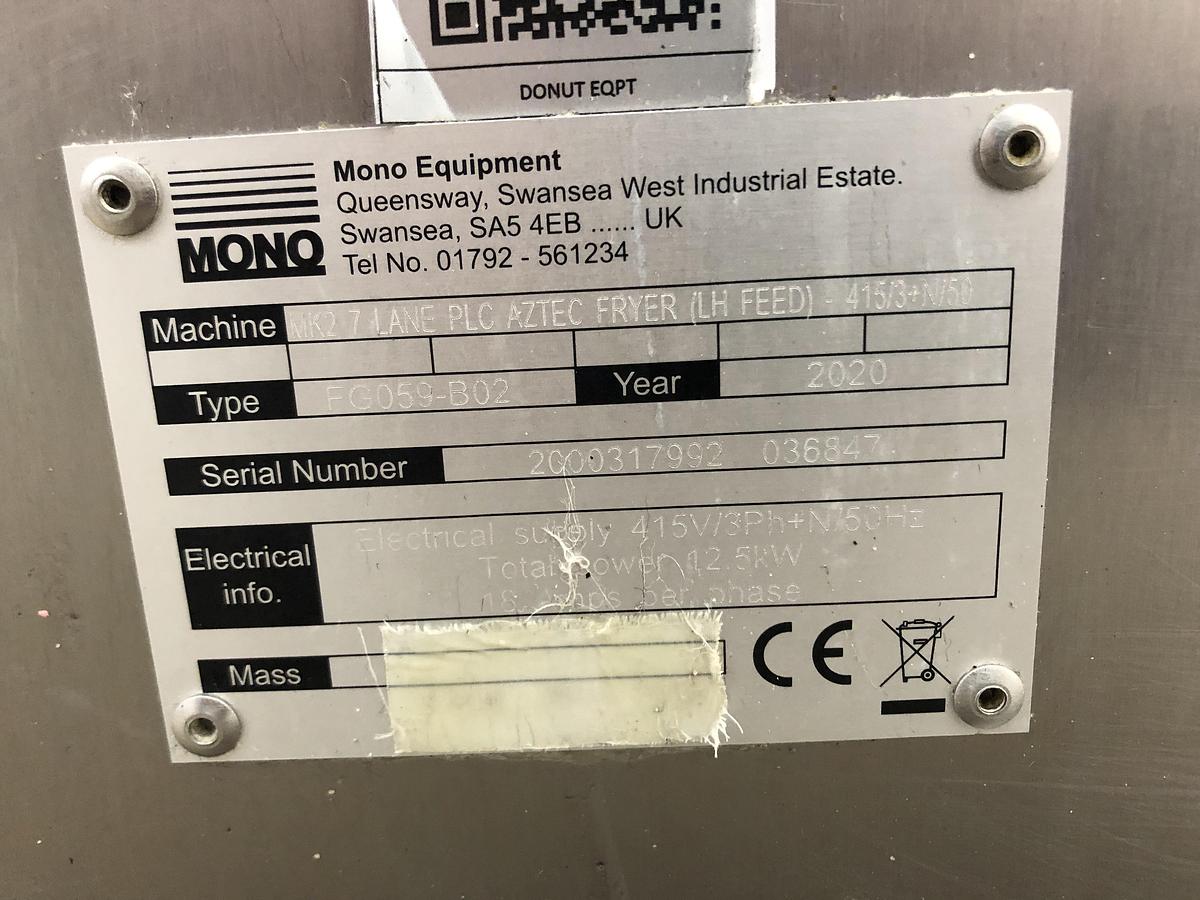 DONUT EQPT
MONO
Mono Equipment
Queensway, Swansea West Industrial Estate.
Swansea, SA5 4EB ...... UK
Tel No. 01792 - 561234
Machine MK2 7 LANE PLC AZTEC FRYER (LH FEED) - 415/3+N/50
Type FG059-B02 Year 2020
Serial Number 2000317992 036847
Electrical info. Electrical supply 415V/3Ph+N/50Hz
Total power 12.5kW
Amps per phase
Mass
CE